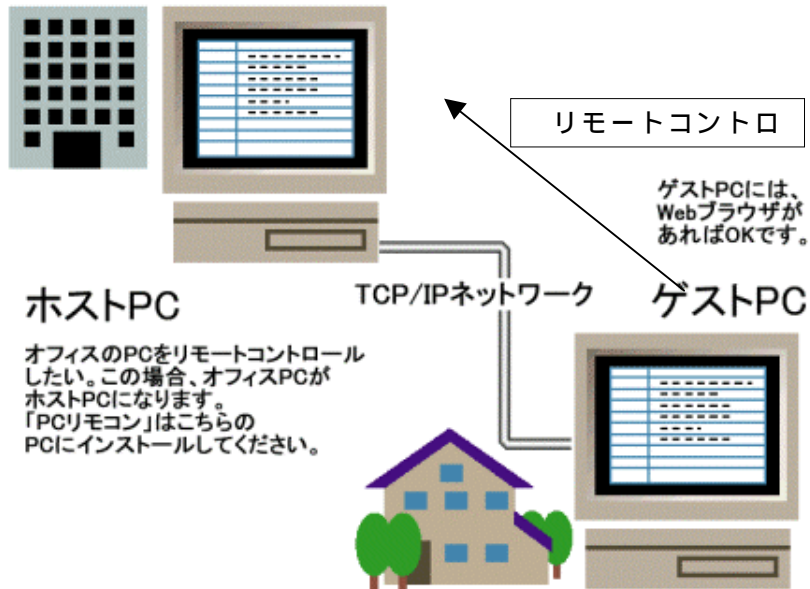 リモートコントロ
ゲストPCには、
Webブラウザが
あればOKです。
ホストPC
TCP/IPネットワーク
ゲストPC
オフィスのPCをリモートコントロール
したい。この場合、オフィスPCが
ホストPCになります。
「PCリモコン」はこちらの
PCにインストールしてください。